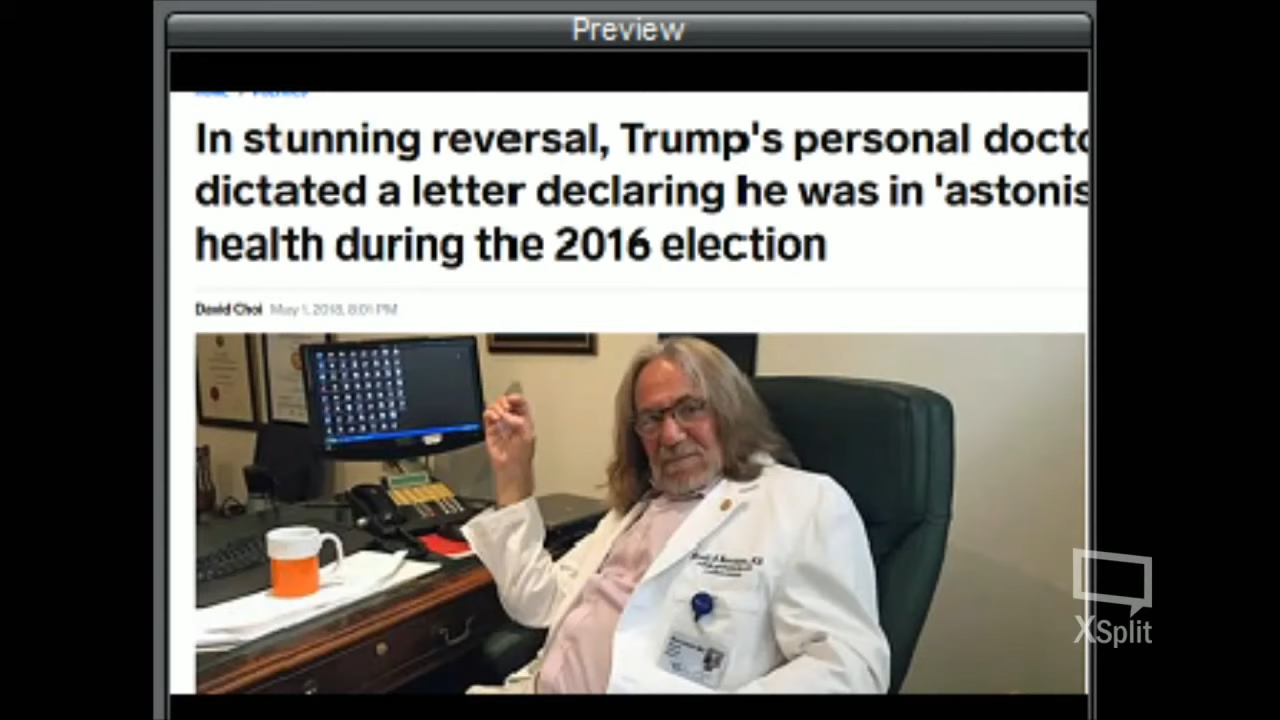 Preview
In stunning reversal, Trump's personal docto
dictated a letter declaring he was in 'astonis
health during the 2016 election
David Choi May 1, 2018, 8:01 PM
XSplit